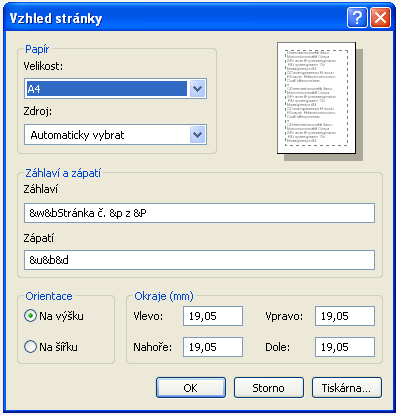 Vzhled stránky
Papír
Velikost:
A4
Zdroj:
Automaticky vybrat
Záhlaví a zápatí
Záhlaví
&w&bStránka č. &p z &P
Zápatí
&u&b&d
Orientace
Na výšku
Na šířku
Okraje (mm)
Vlevo: 19,05 Vpravo: 19,05
Nahoře: 19,05 Dole: 19,05
OK Storno Tiskárna...